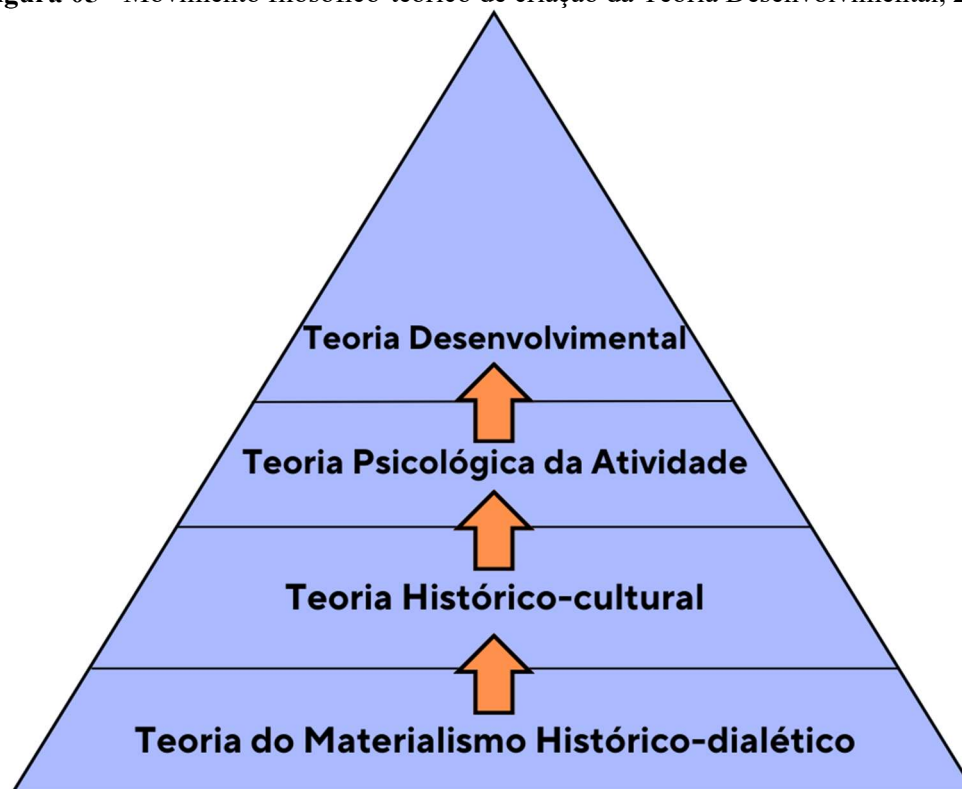 Movimento filosófico-teórico de criação da Teoria Desenvolvimental,
Teoria Desenvolvimental
Teoria Psicológica da Atividade
Teoria Histórico-cultural
Teoria do Materialismo Histórico-dialético